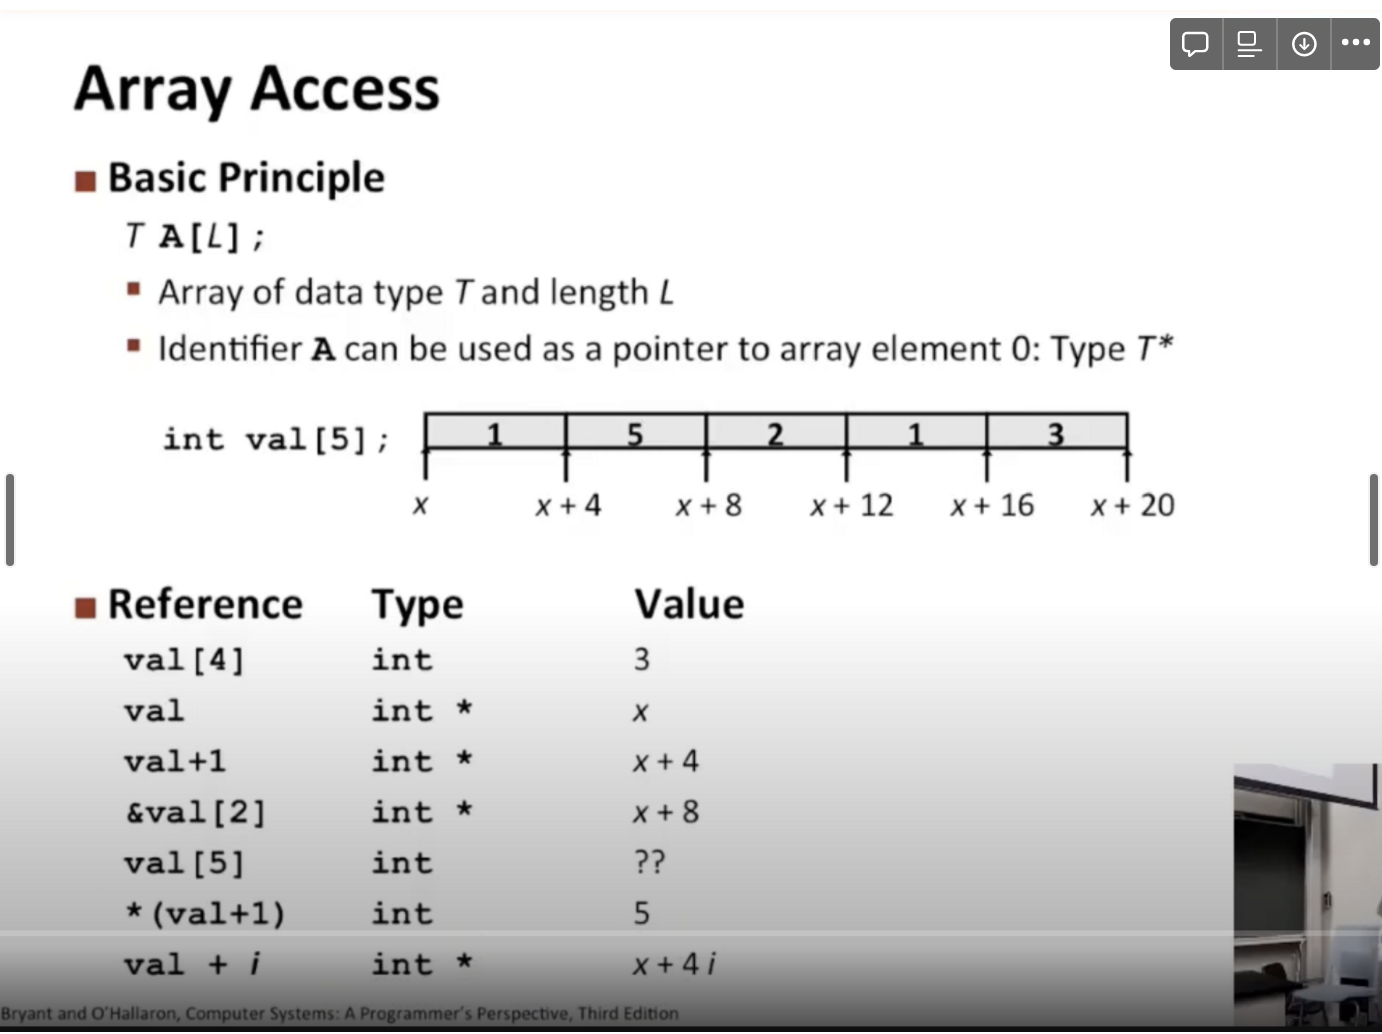 Array Access
Basic Principle
T A[L];
Array of data type T and length L
Identifier A can be used as a pointer to array element 0: Type T*
int val[5]; 1 5 2 1 3
x x + 4 x + 8 x + 12 x + 16 x + 20
Reference Type Value
val[4] int 3
val int * x
val+1 int * x + 4
&val[2] int * x + 8
val[5] int ??
*(val+1) int 5
val + i int * x + 4 i
Bryant and O'Hallaron, Computer Systems: A Programmer's Perspective, Third Edition